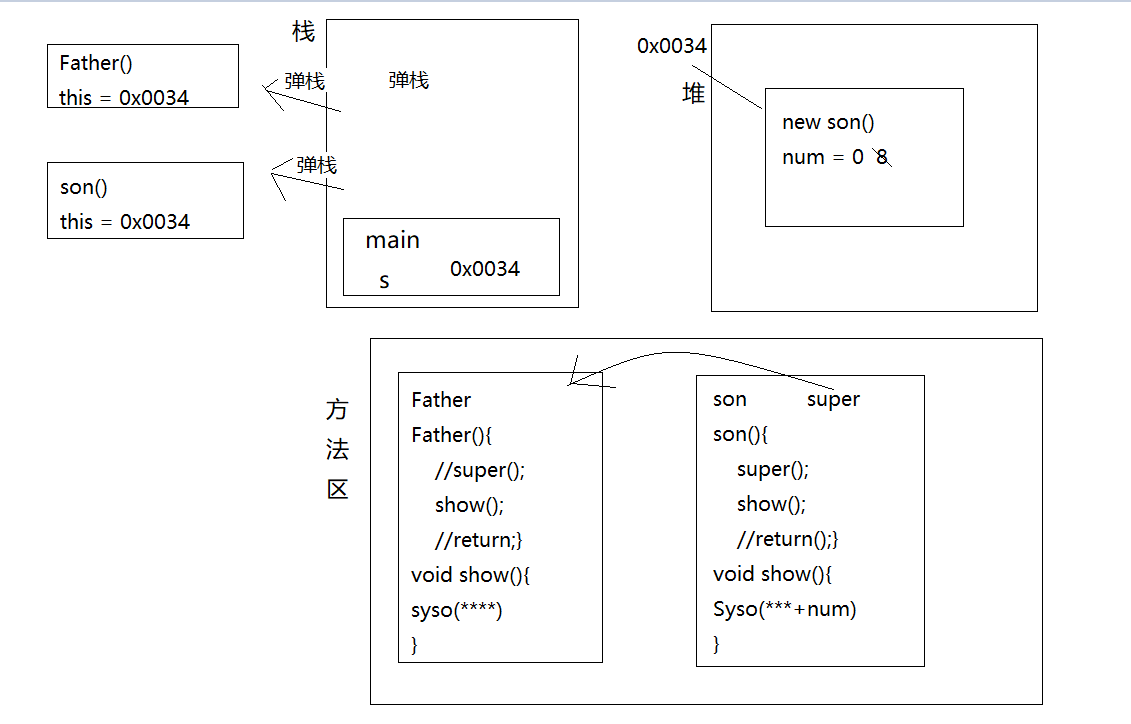 栈
Father()
this = 0x0034
弹栈
弹栈
son()
this = 0x0034
弹栈
main
s 0x0034
0x0034
堆
new son()
num = 0 8
方
法
区
Father
Father(){
//super();
show();
//return;}
void show(){
syso(****)
}
son super
son(){
super();
show();
//return();}
void show(){
Syso(***+num)
}